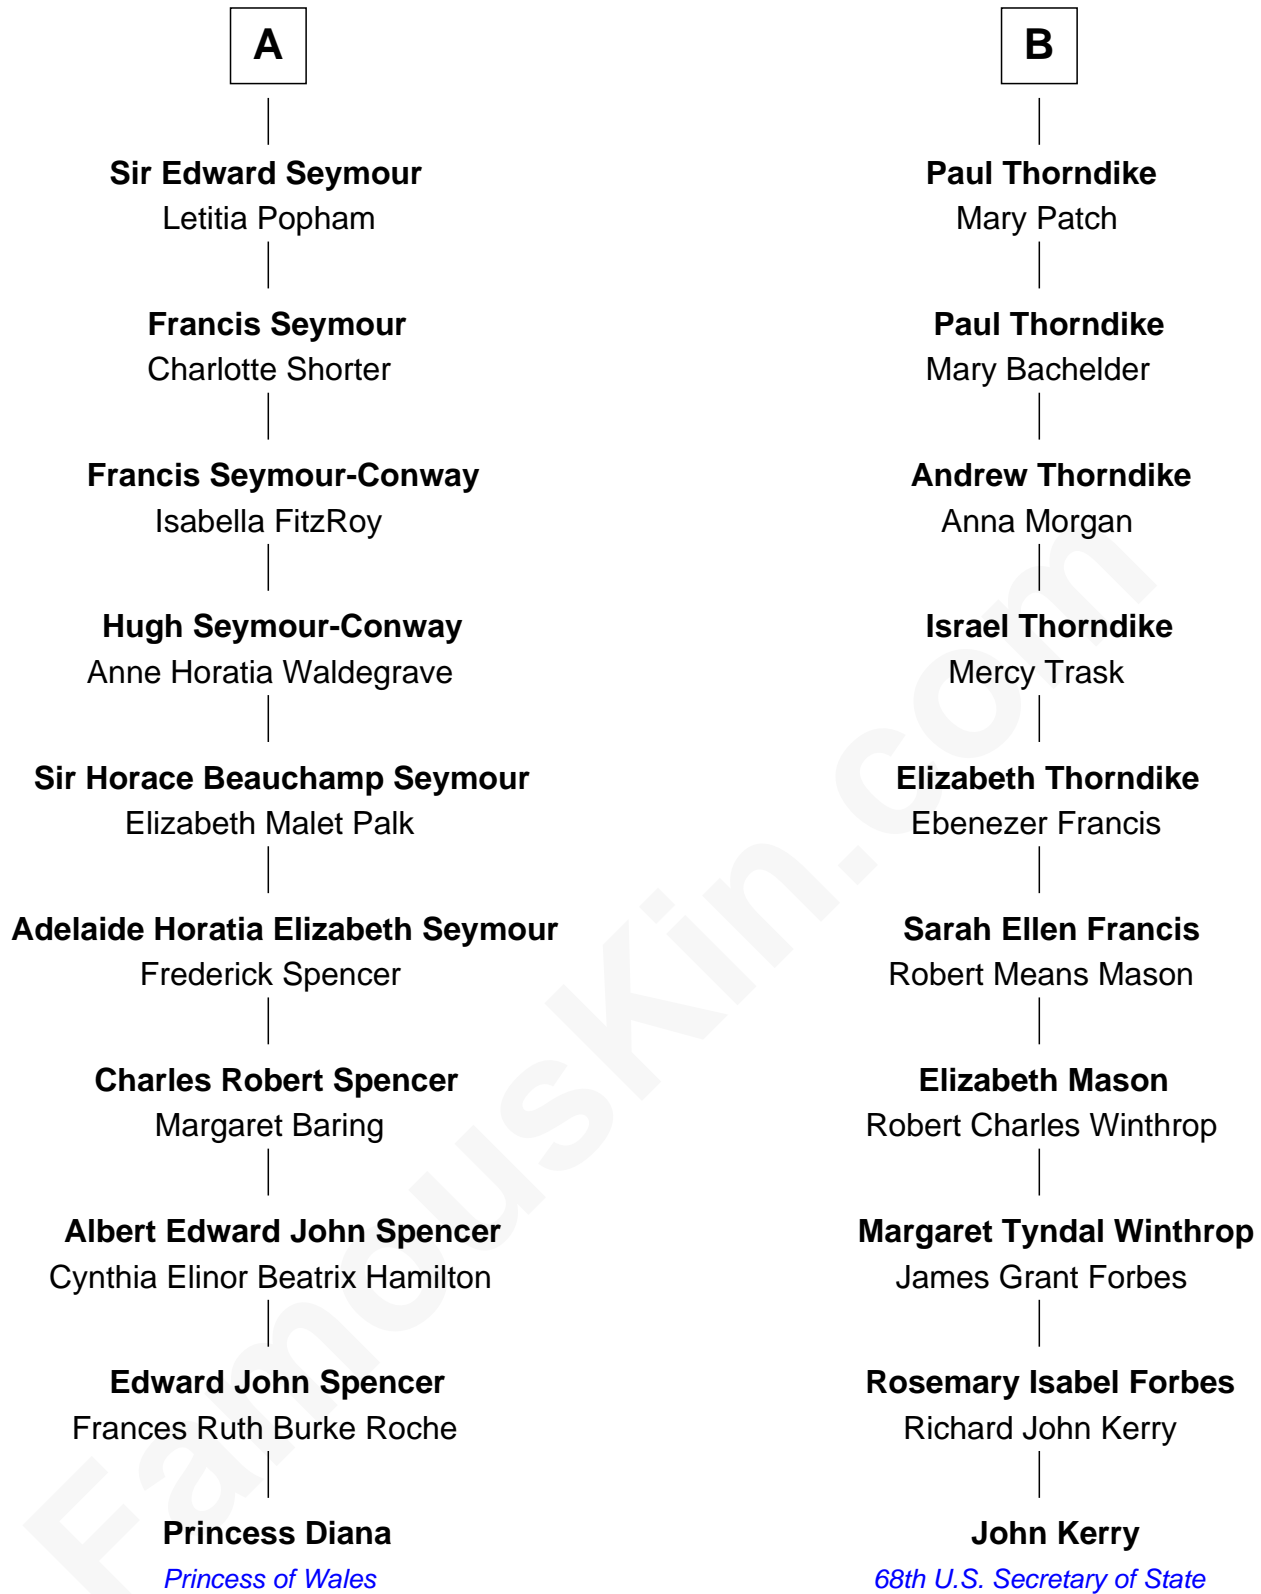 A
Sir Edward Seymour
Letitia Popham
Francis Seymour
Charlotte Shorter
Francis Seymour-Conway
Isabella FitzRoy
Hugh Seymour-Conway
Anne Horatia Waldegrave
Sir Horace Beauchamp Seymour
Elizabeth Malet Palk
Adelaide Horatia Elizabeth Seymour
Frederick Spencer
Charles Robert Spencer
Margaret Baring
Albert Edward John Spencer
Cynthia Elinor Beatrix Hamilton
Edward John Spencer
Frances Ruth Burke Roche
Princess Diana
Princess of Wales
B
Paul Thorndike
Mary Patch
Paul Thorndike
Mary Bachelder
Andrew Thorndike
Anna Morgan
Israel Thorndike
Mercy Trask
Elizabeth Thorndike
Ebenezer Francis
Sarah Ellen Francis
Robert Means Mason
Elizabeth Mason
Robert Charles Winthrop
Margaret Tyndal Winthrop
James Grant Forbes
Rosemary Isabel Forbes
Richard John Kerry
John Kerry
68th U.S. Secretary of State
FamousKin.com